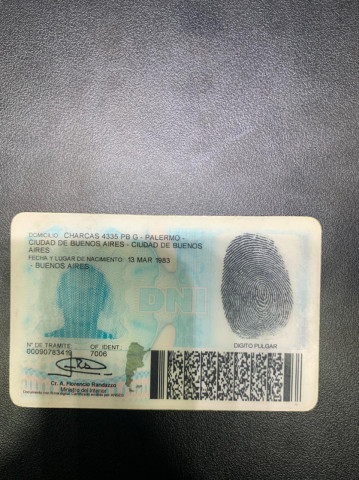 DOMICILIO: CHARCAS 4335 PB G - PALERMO -
CIUDAD DE BUENOS AIRES - CIUDAD DE BUENOS
AIRES
FECHA Y LUGAR DE NACIMIENTO: 13 MAR 1983
- BUENOS AIRES
DNI
Nº DE TRAMITE OF. IDENT.
00090783419 7006
DIGITO PULGAR
Cr. A. Florencio Randazzo
Ministro del Interior